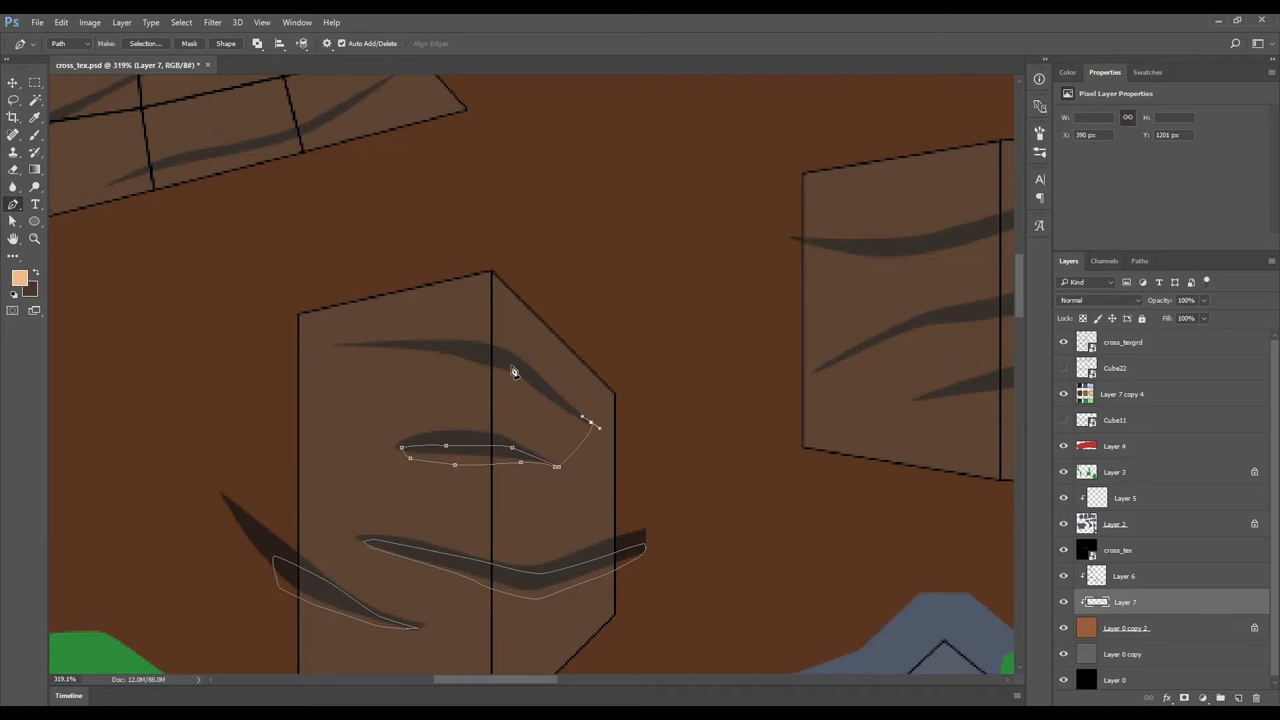 Ps File Edit Image Layer Type Select Filter 3D View Window Help
Path Make: Selection... Mask Shape Auto Add/Delete Align Edges
cross_tex.psd @ 319% (Layer 7, RGB/8#) * ×
Color Properties Swatches
Pixel Layer Properties
W: H:
X: 390 px Y: 1201 px
Layers Channels Paths
Kind
Normal Opacity: 100%
Lock: Fill: 100%
cross_texgrd
Cube22
Layer 7 copy 4
Cube11
Layer 4
Layer 3
Layer 5
Layer 2
cross_tex
Layer 6
Layer 7
Layer 0 copy 2
Layer 0 copy
Layer 0
319.1% Doc: 12.0M/88.0M
Timeline